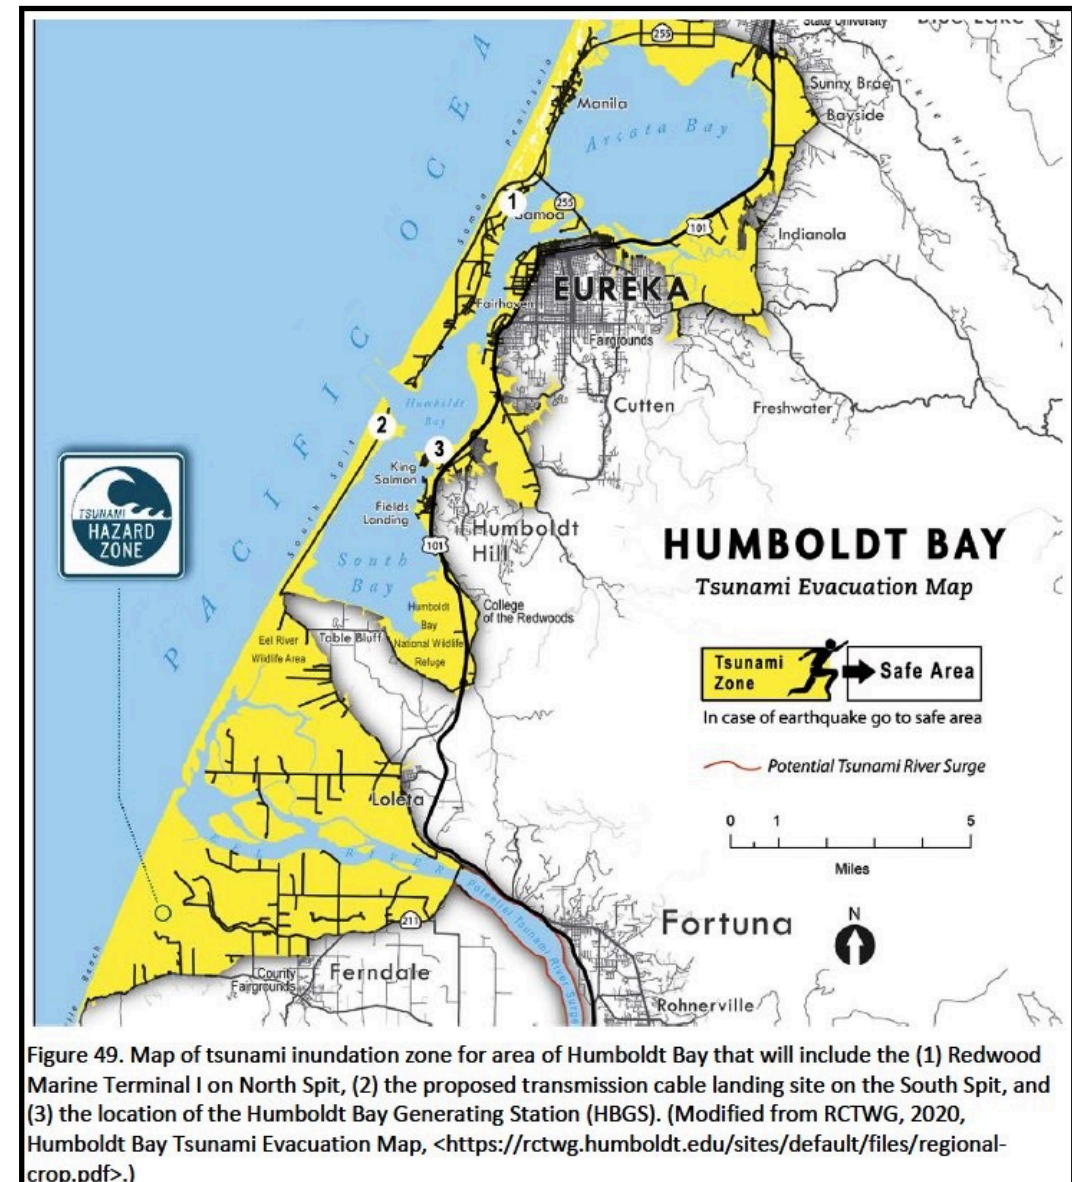 255
State University
Blue Lake
Fickle Hill
Sunny Brae
Bayside
Manila
Arcata Bay
PACIFIC OCEAN
Samoa Peninsula
1
Samoa
255
101
Indianola
EUREKA
Fairhaven
Fairgrounds
Humboldt
Bay
Cutten
Freshwater
2
3
King
Salmon
South Spit
Fields
Landing
TSUNAMI
HAZARD
ZONE
101
Humboldt
Hill
HUMBOLDT BAY
Tsunami Evacuation Map
South
Bay
College
of the Redwoods
Humboldt
Bay
National Wildlife
Refuge
Table Bluff
Eel River
Wildlife Area
Tsunami
Zone
Safe Area
In case of earthquake go to safe area
Potential Tsunami River Surge
0 1 5
Miles
N
Loleta
EEL RIVER
Potential Tsunami River Surge
211
Fortuna
Ferndale
County
Fairgrounds
Rohnerville
Beach
Figure 49. Map of tsunami inundation zone for area of Humboldt Bay that will include the (1) Redwood
Marine Terminal I on North Spit, (2) the proposed transmission cable landing site on the South Spit, and
(3) the location of the Humboldt Bay Generating Station (HBGS). (Modified from RCTWG, 2020,
Humboldt Bay Tsunami Evacuation Map, <https://rctwg.humboldt.edu/sites/default/files/regional-
crop.pdf>.)